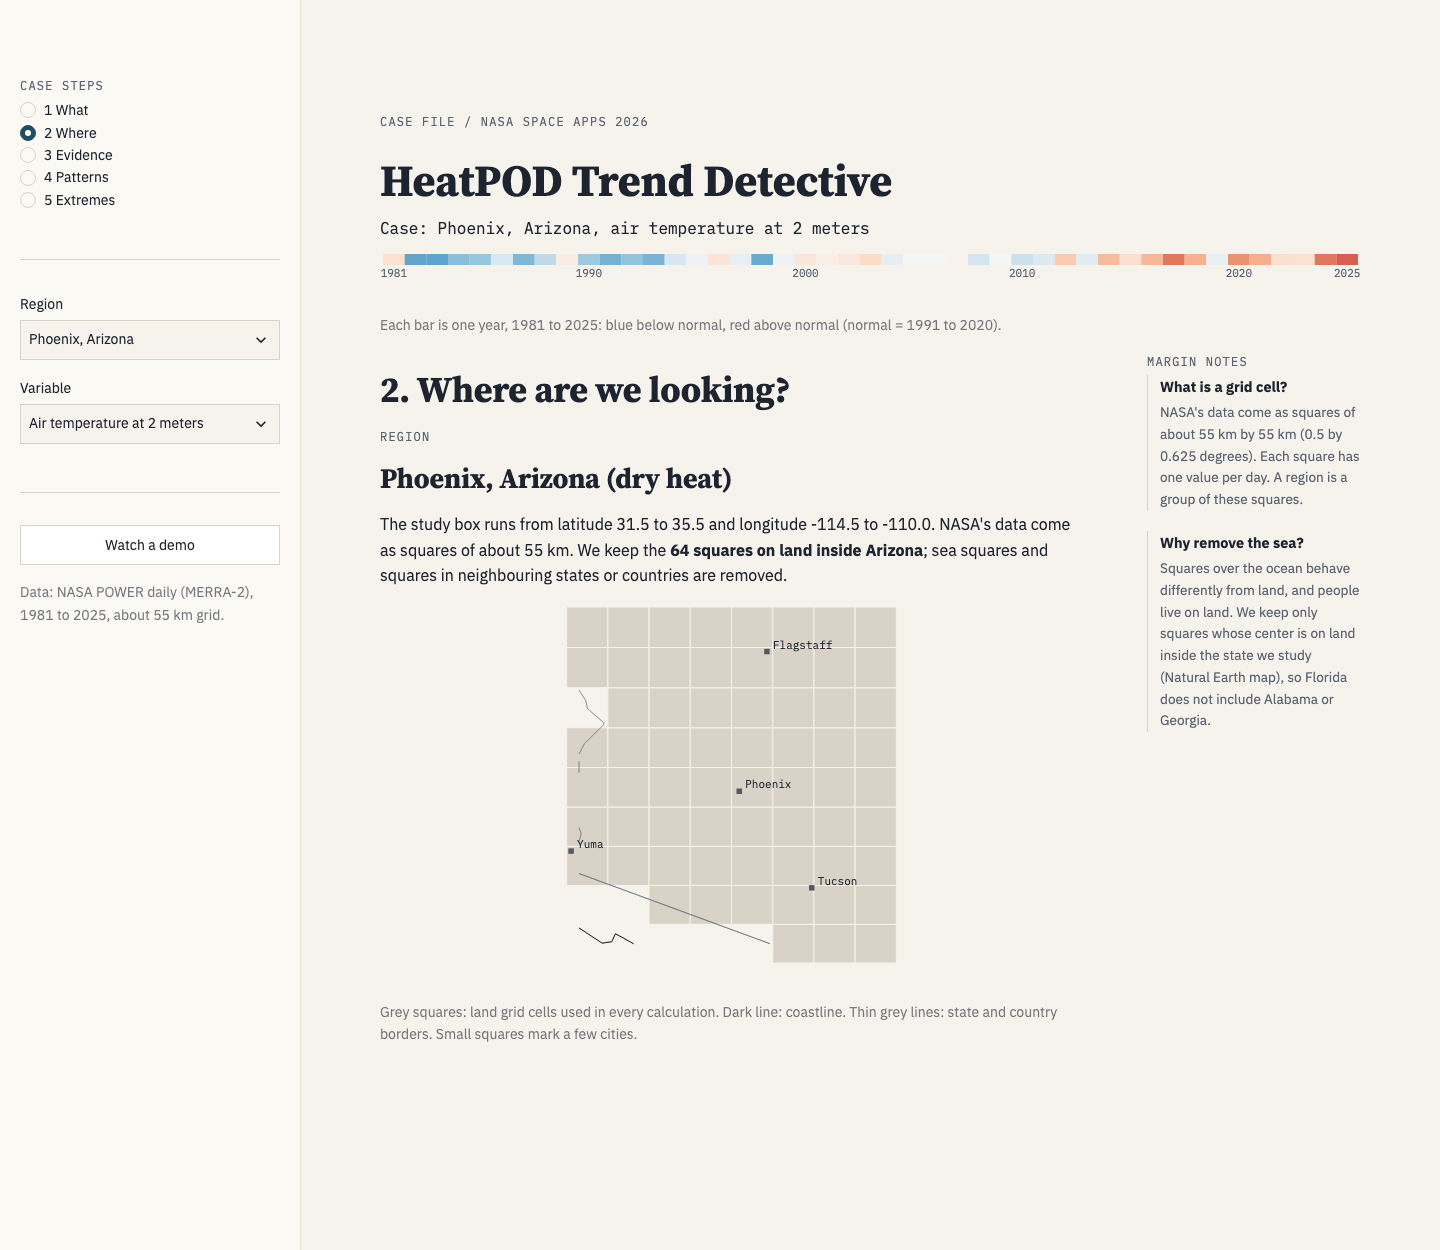 CASE STEPS
1 What
2 Where
3 Evidence
4 Patterns
5 Extremes
Region
Phoenix, Arizona
Variable
Air temperature at 2 meters
Watch a demo
Data: NASA POWER daily (MERRA-2),
1981 to 2025, about 55 km grid.
CASE FILE / NASA SPACE APPS 2026
HeatPOD Trend Detective
Case: Phoenix, Arizona, air temperature at 2 meters
1981 1990 2000 2010 2020 2025
Each bar is one year, 1981 to 2025: blue below normal, red above normal (normal = 1991 to 2020).
2. Where are we looking?
REGION
Phoenix, Arizona (dry heat)
The study box runs from latitude 31.5 to 35.5 and longitude -114.5 to -110.0. NASA's data come
as squares of about 55 km. We keep the 64 squares on land inside Arizona; sea squares and
squares in neighbouring states or countries are removed.
Flagstaff
Phoenix
Yuma
Tucson
Grey squares: land grid cells used in every calculation. Dark line: coastline. Thin grey lines: state and country
borders. Small squares mark a few cities.
MARGIN NOTES
What is a grid cell?
NASA's data come as squares of
about 55 km by 55 km (0.5 by
0.625 degrees). Each square has
one value per day. A region is a
group of these squares.
Why remove the sea?
Squares over the ocean behave
differently from land, and people
live on land. We keep only
squares whose center is on land
inside the state we study
(Natural Earth map), so Florida
does not include Alabama or
Georgia.